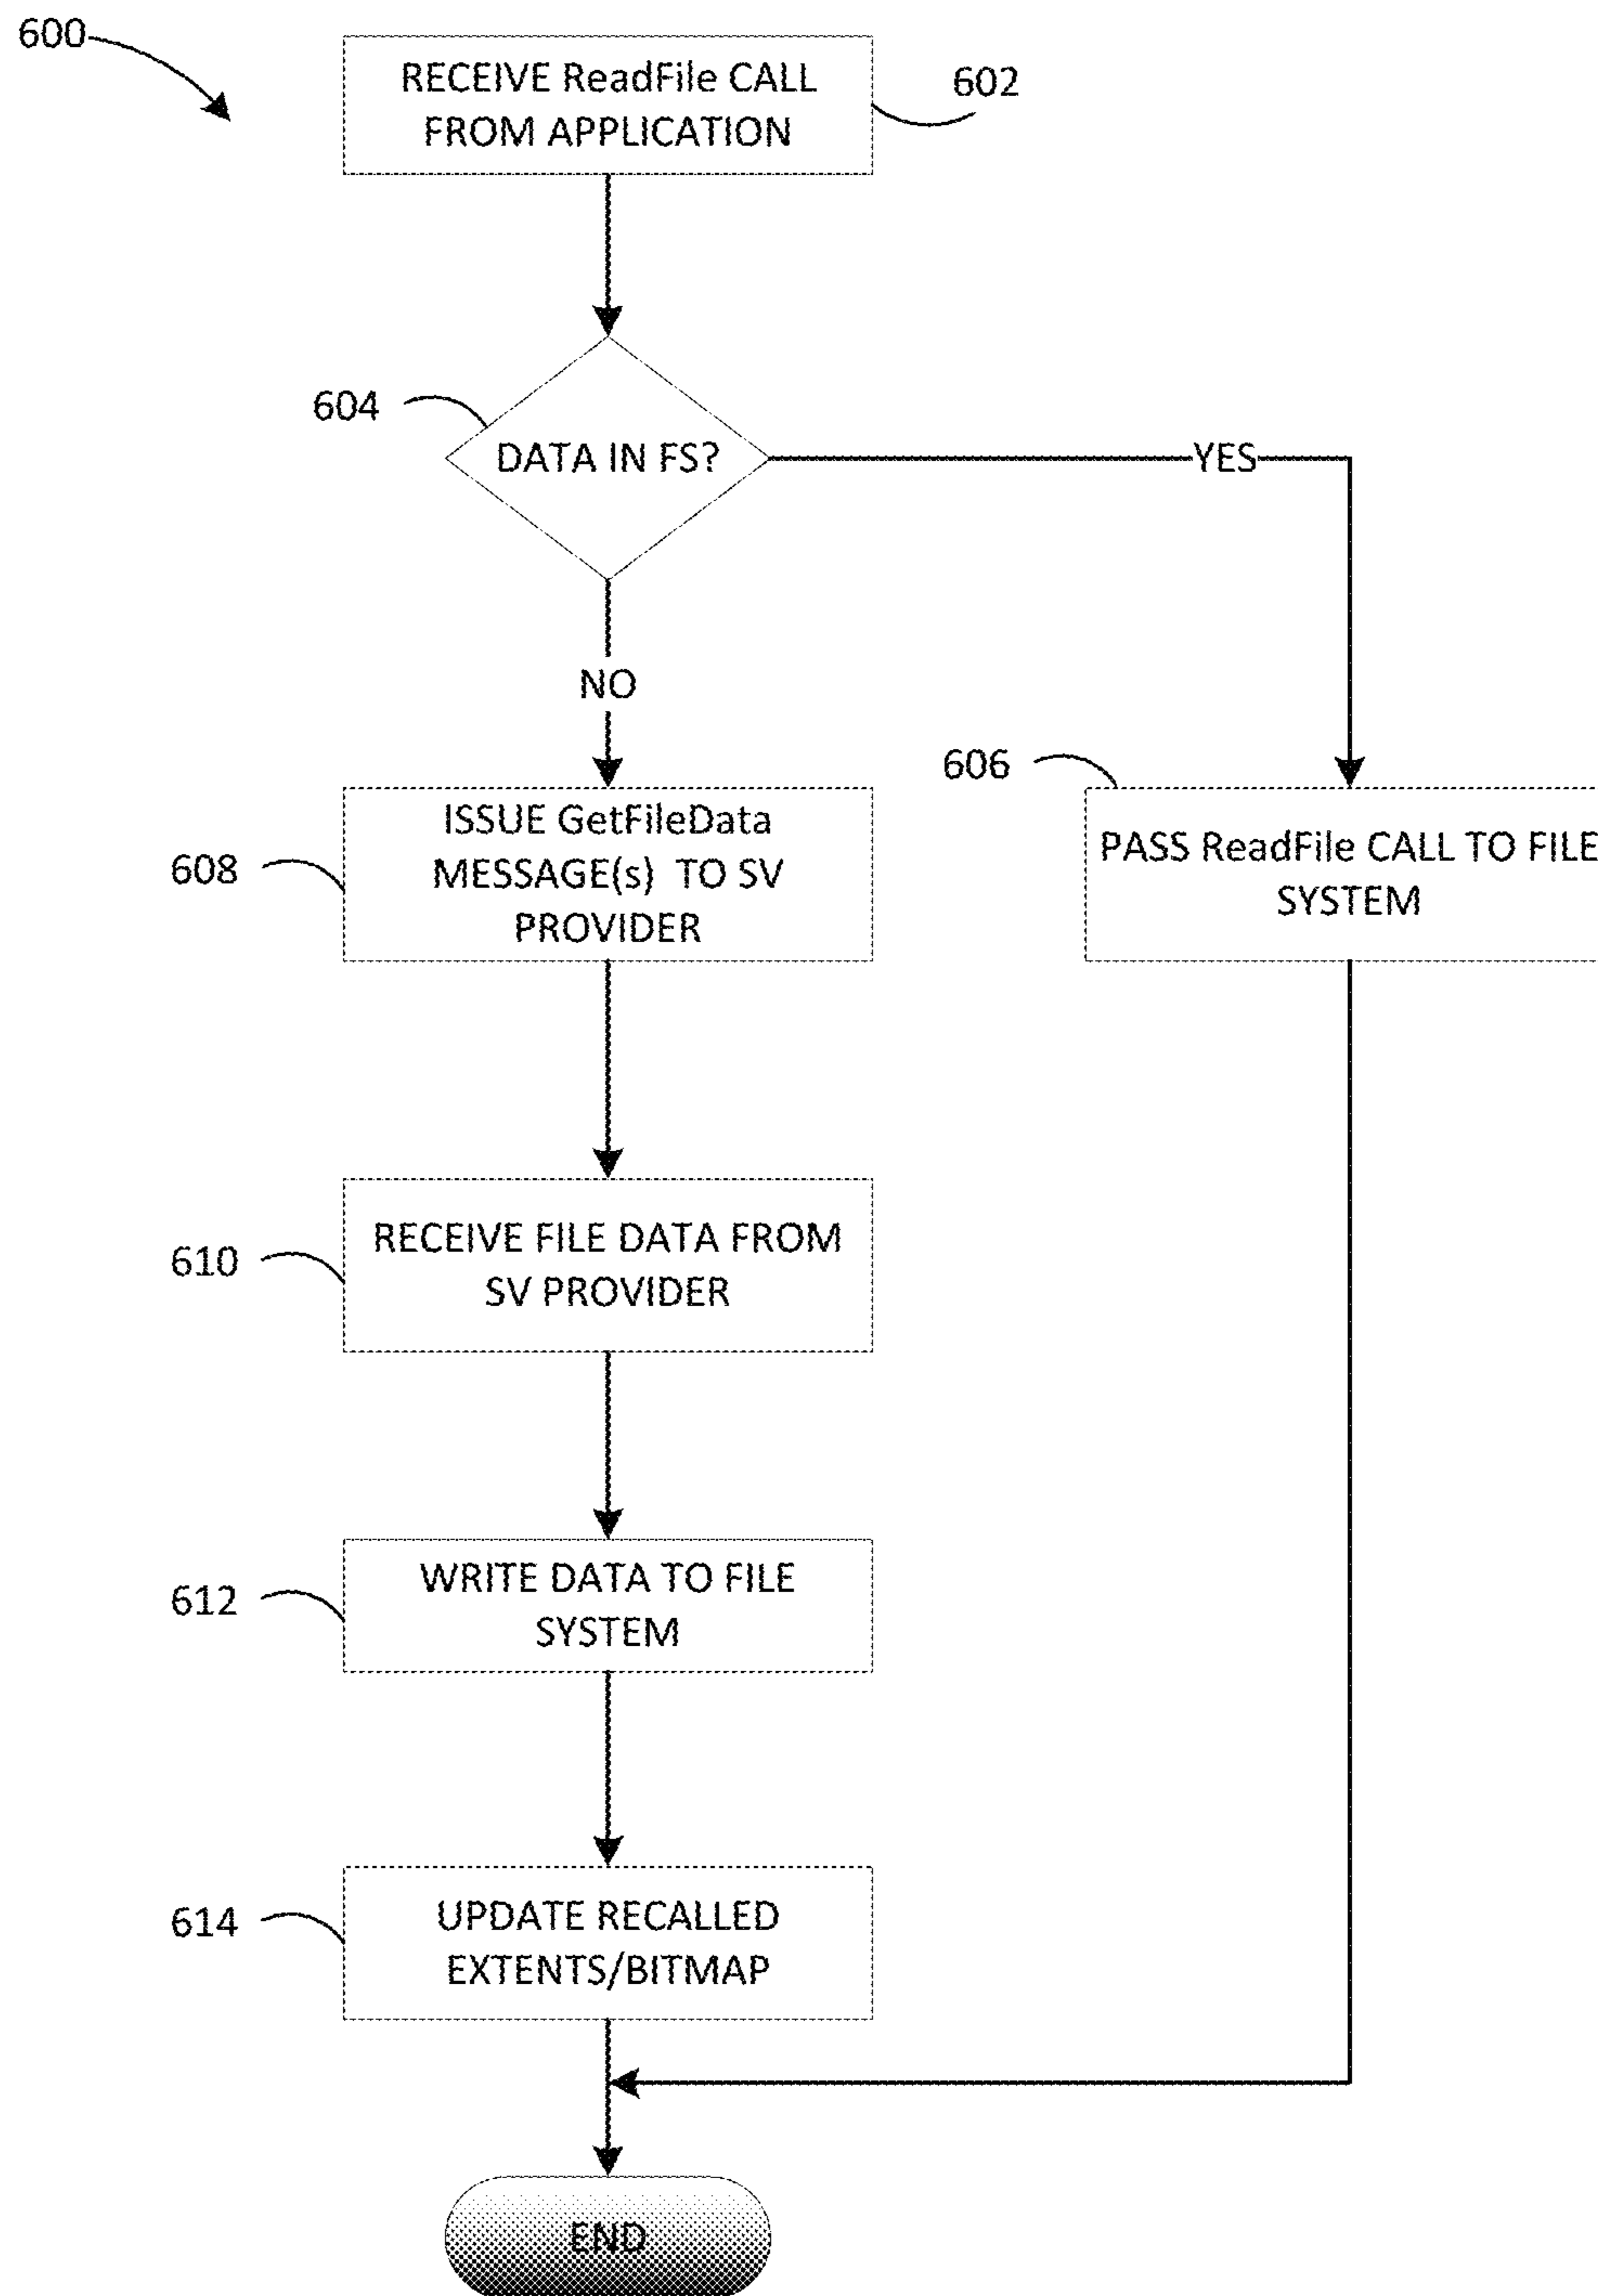 600
RECEIVE ReadFile CALL
FROM APPLICATION
602
604
DATA IN FS?
YES
NO
606
608
ISSUE GetFileData
MESSAGE(s) TO SV
PROVIDER
PASS ReadFile CALL TO FILE
SYSTEM
610
RECEIVE FILE DATA FROM
SV PROVIDER
612
WRITE DATA TO FILE
SYSTEM
614
UPDATE RECALLED
EXTENTS/BITMAP
END